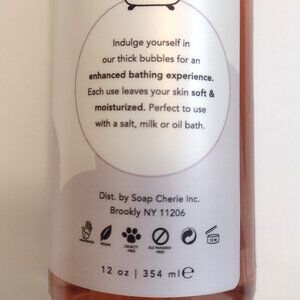 Indulge yourself in
our thick bubbles for an
enhanced bathing experience.
Each use leaves your skin soft &
moisturized. Perfect to use
with a salt, milk or oil bath.
Dist. by Soap Cherie Inc.
Brookly NY 11206
VEGAN CRUELTY FREE SLS PARABEN FREE 12 M
12 oz | 354 ml ℮